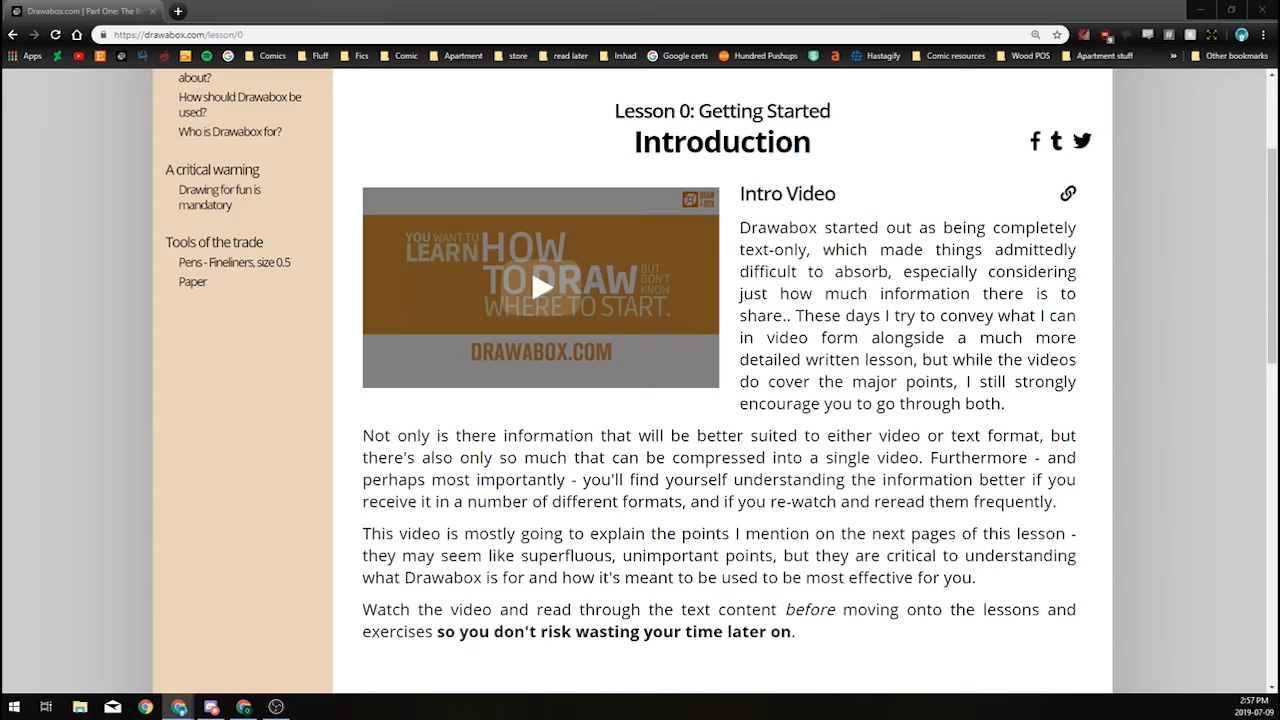 Drawabox.com | Part One: The B
https://drawabox.com/lesson/0
Apps
Comics
Fluff
Fics
Comic
Apartment
store
read later
Irshad
Google certs
Hundred Pushups
Hastagify
Comic resources
Wood POS
Apartment stuff
»
Other bookmarks
about?
How should Drawabox be
used?
Who is Drawabox for?
A critical warning
Drawing for fun is
mandatory
Tools of the trade
Pens - Fineliners, size 0.5
Paper
Lesson 0: Getting Started
Introduction
DRAW
A BOX
YOU WANT TO
LEARN HOW
TO DRAW BUT
DON'T
KNOW
WHERE TO START.
DRAWABOX.COM
Intro Video
Drawabox started out as being completely
text-only, which made things admittedly
difficult to absorb, especially considering
just how much information there is to
share.. These days I try to convey what I can
in video form alongside a much more
detailed written lesson, but while the videos
do cover the major points, I still strongly
encourage you to go through both.
Not only is there information that will be better suited to either video or text format, but
there's also only so much that can be compressed into a single video. Furthermore - and
perhaps most importantly - you'll find yourself understanding the information better if you
receive it in a number of different formats, and if you re-watch and reread them frequently.
This video is mostly going to explain the points I mention on the next pages of this lesson -
they may seem like superfluous, unimportant points, but they are critical to understanding
what Drawabox is for and how it's meant to be used to be most effective for you.
Watch the video and read through the text content before moving onto the lessons and
exercises so you don't risk wasting your time later on.
2:57 PM
2019-07-09